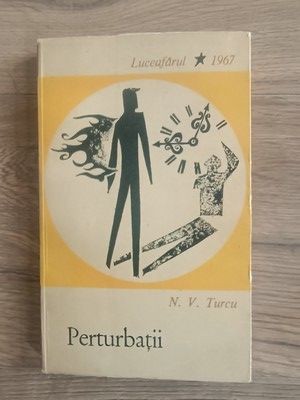 Luceafărul ★ 1967
N. V. Turcu
Perturbații